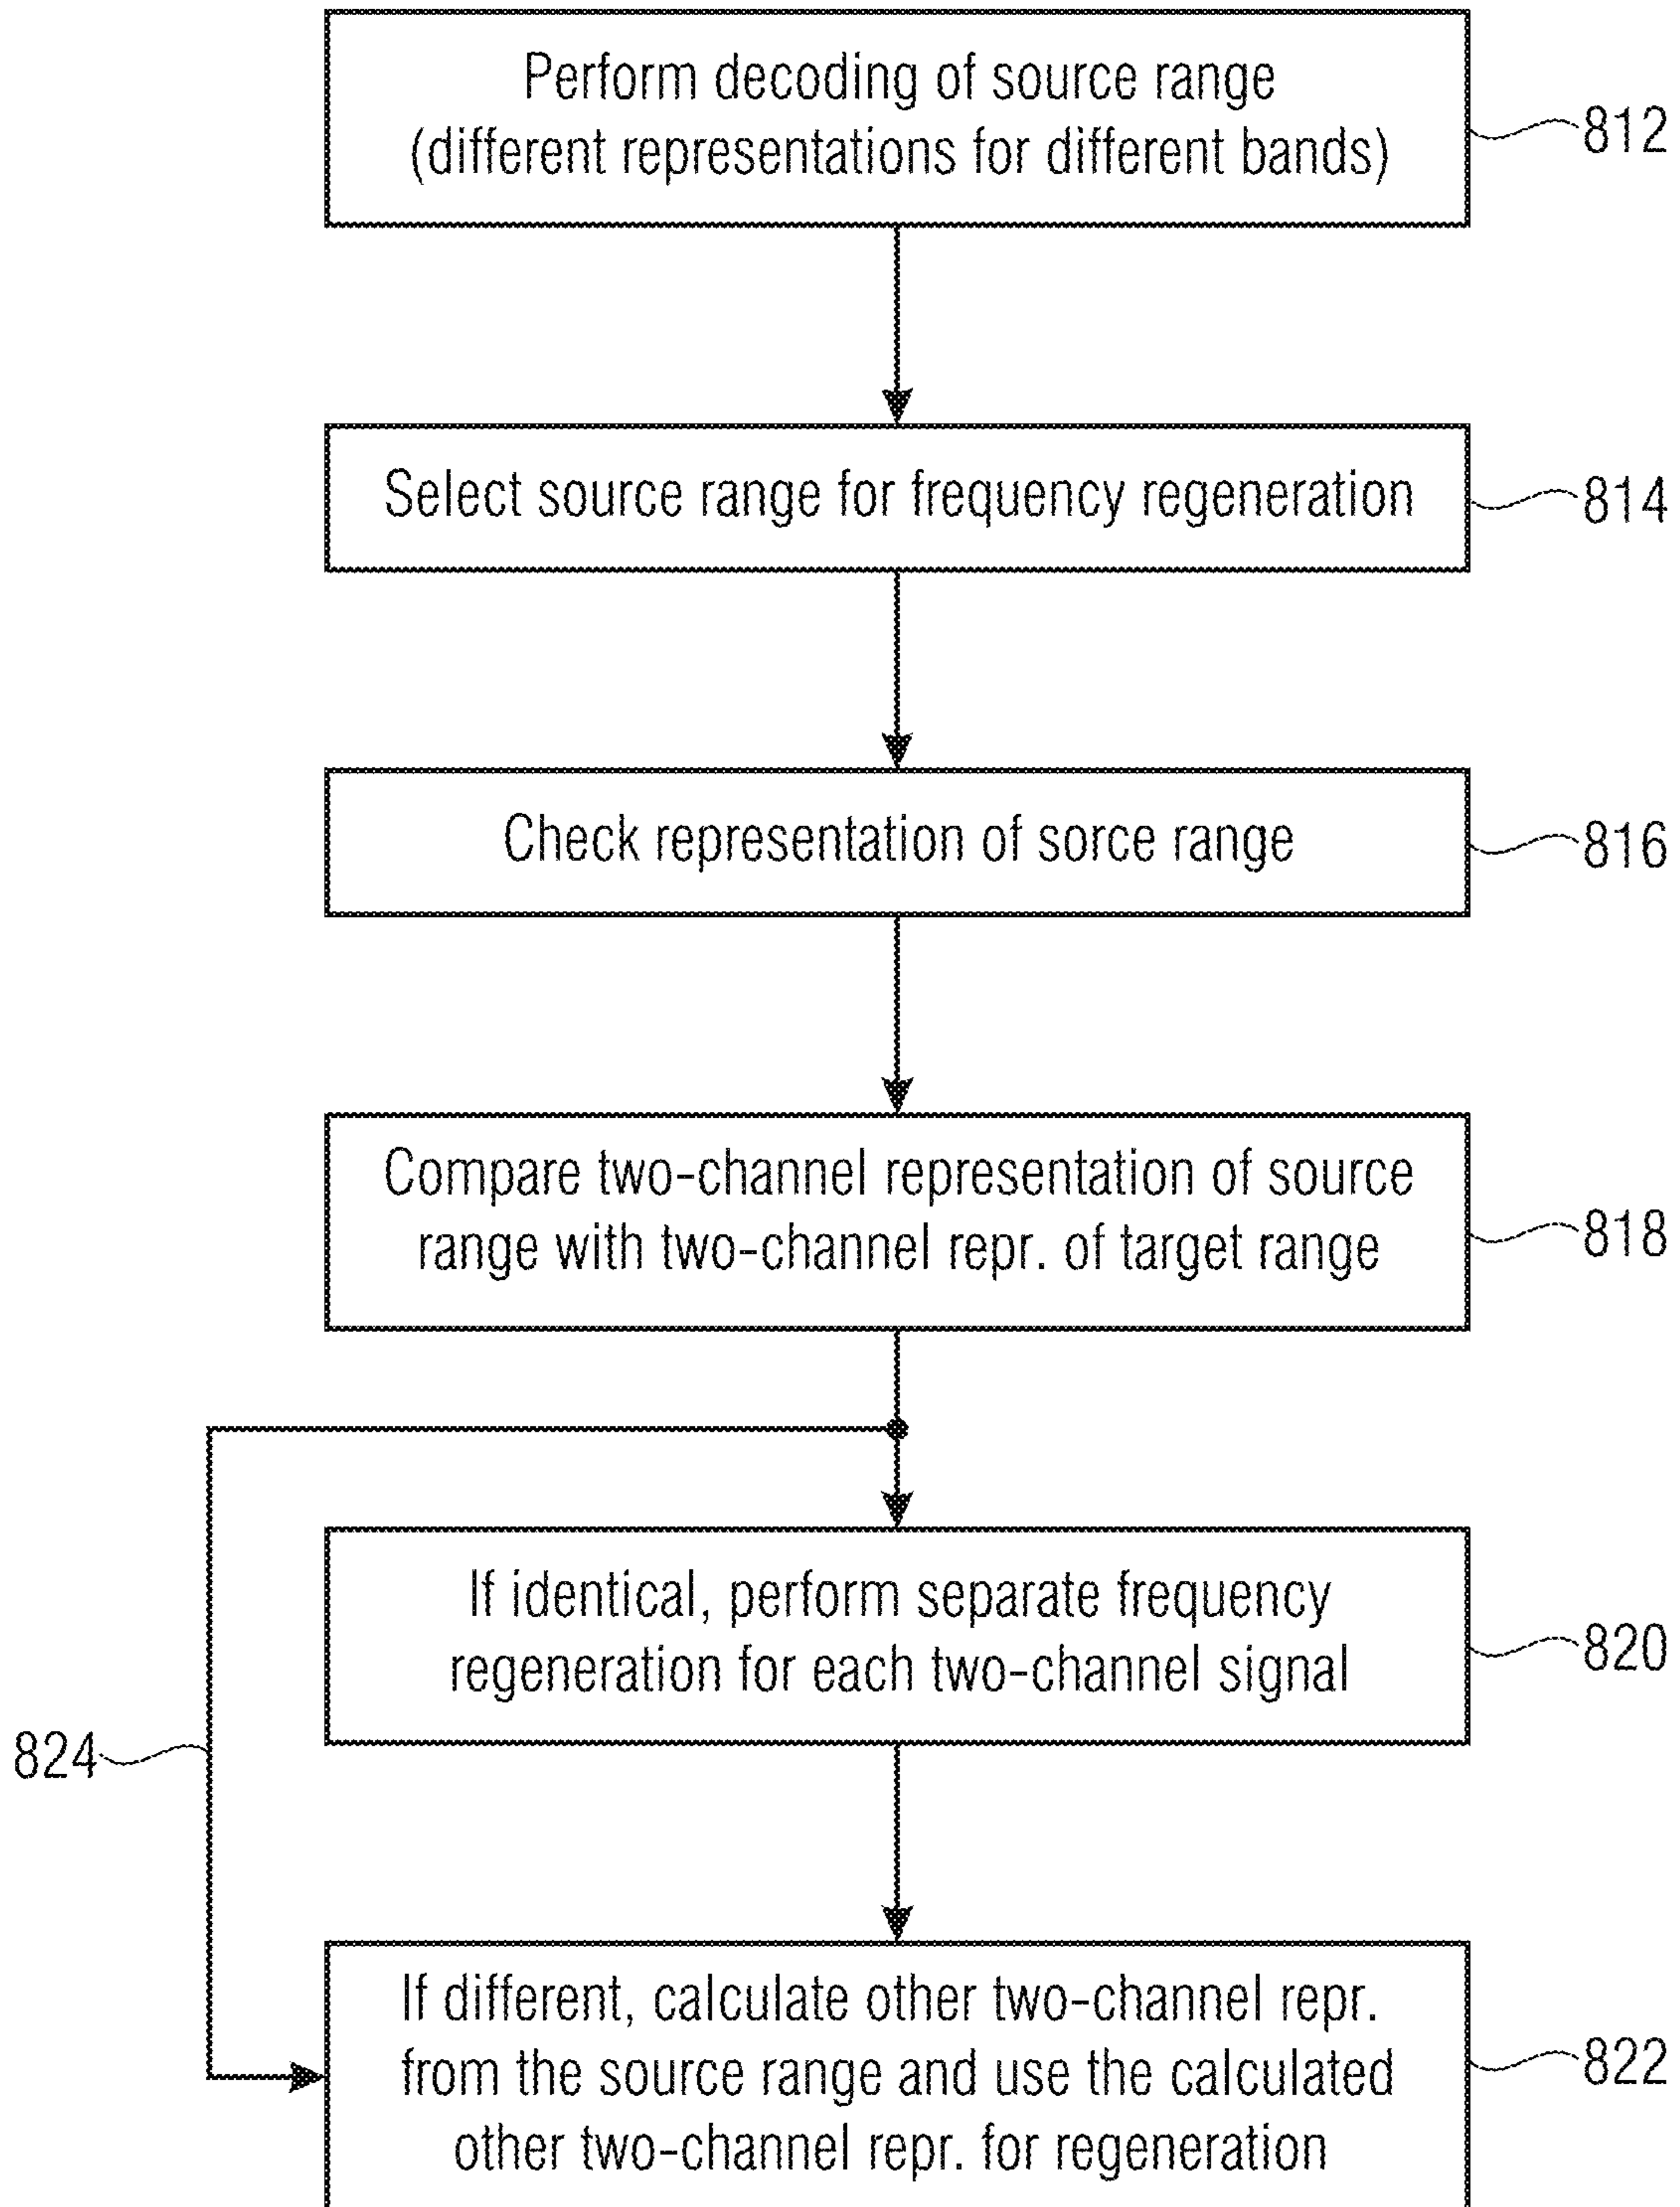 Perform decoding of source range
(different representations for different bands)
812
Select source range for frequency regeneration
814
Check representation of sorce range
816
Compare two-channel representation of source
range with two-channel repr. of target range
818
If identical, perform separate frequency
regeneration for each two-channel signal
820
824
If different, calculate other two-channel repr.
from the source range and use the calculated
other two-channel repr. for regeneration
822